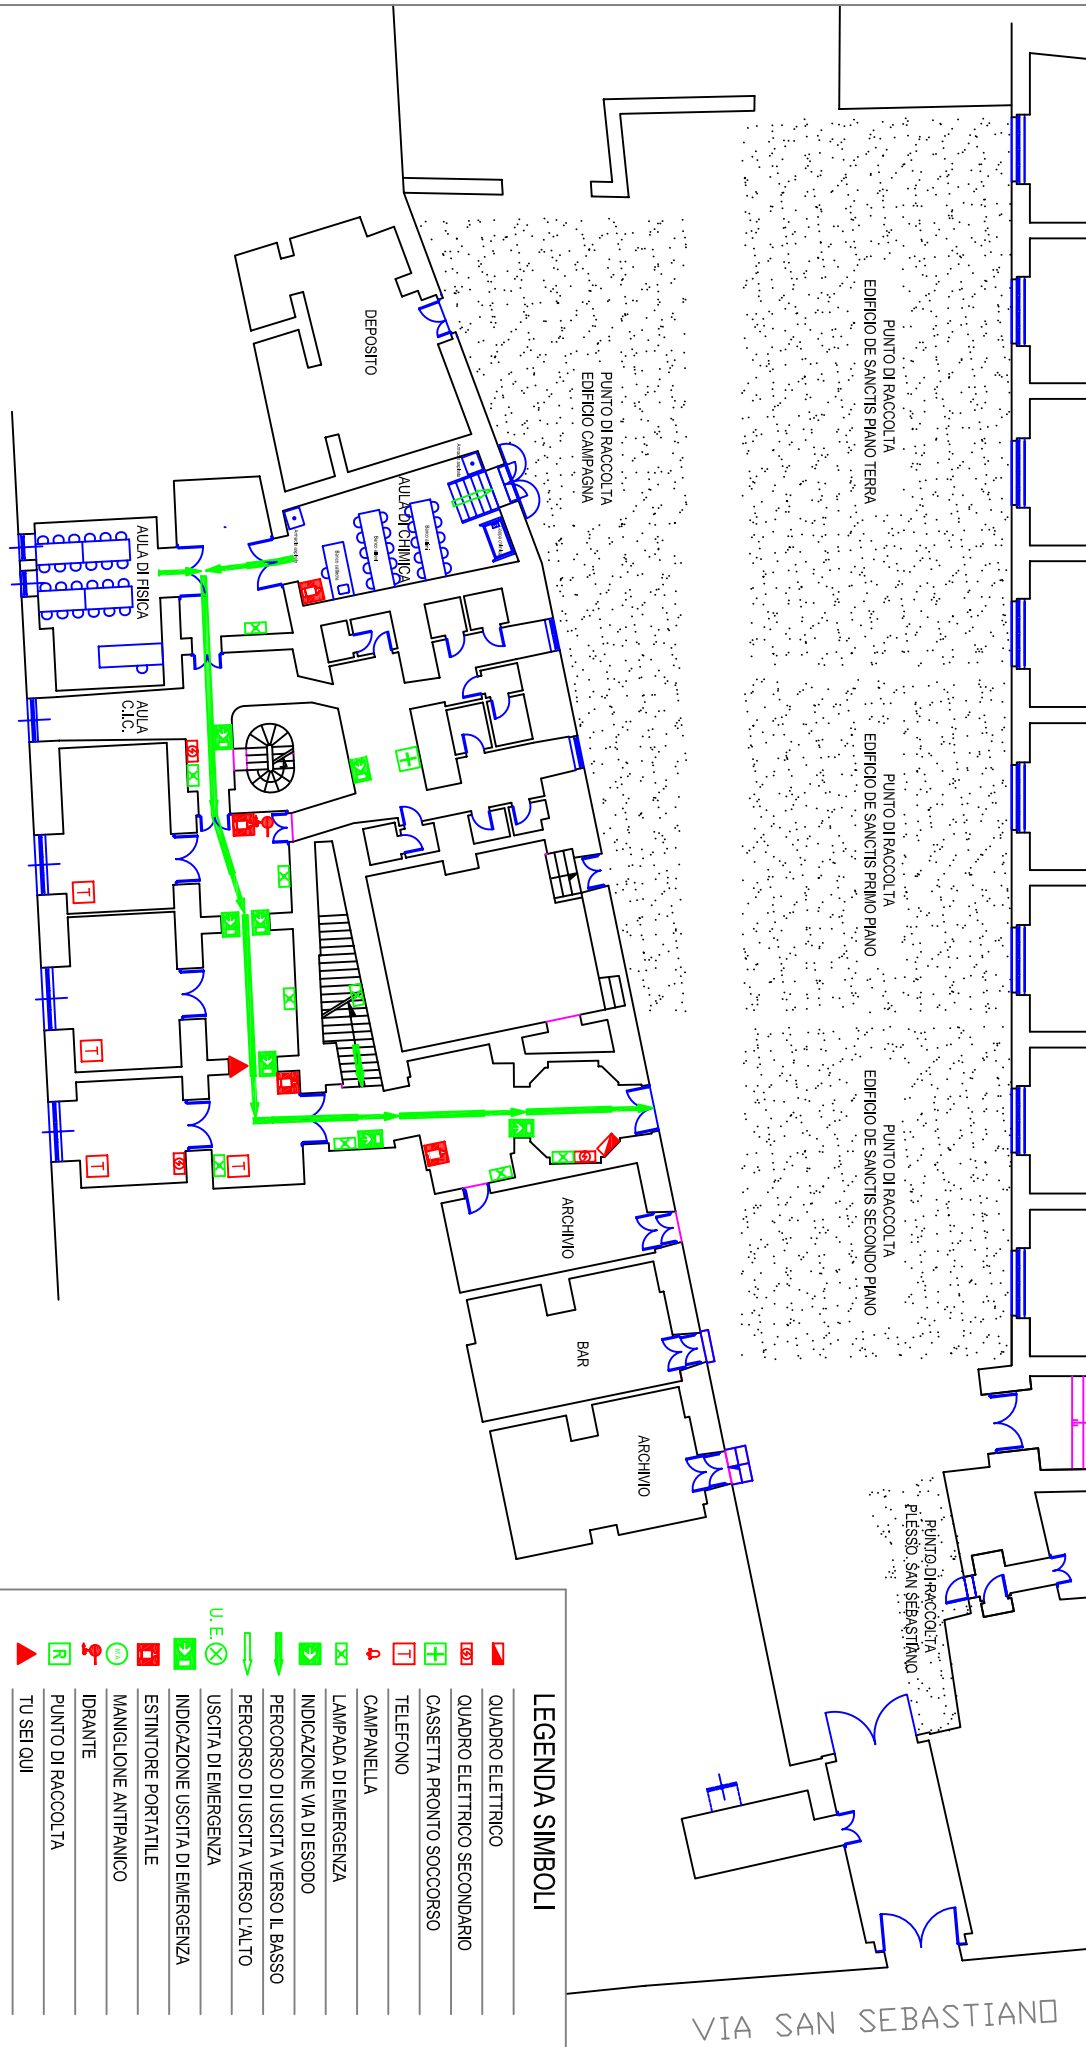 PUNTO DI RACCOLTA
EDIFICIO DE SANCTIS PIANO TERRA
PUNTO DI RACCOLTA
EDIFICIO DE SANCTIS PRIMO PIANO
PUNTO DI RACCOLTA
EDIFICIO DE SANCTIS SECONDO PIANO
PUNTO DI RACCOLTA
PLESSO SAN SEBASTIANO
PUNTO DI RACCOLTA
EDIFICIO CAMPAGNA
DEPOSITO
AULA DI CHIMICA
AULA DI FISICA
AULA
C.I.C.
T
T
T
T
ARCHIVIO
BAR
ARCHIVIO
VIA SAN SEBASTIANO
LEGENDA SIMBOLI
QUADRO ELETTRICO
QUADRO ELETTRICO SECONDARIO
CASSETTA PRONTO SOCCORSO
T TELEFONO
CAMPANELLA
LAMPADA DI EMERGENZA
INDICAZIONE VIA DI ESODO
PERCORSO DI USCITA VERSO IL BASSO
PERCORSO DI USCITA VERSO L'ALTO
U.E. USCITA DI EMERGENZA
INDICAZIONE USCITA DI EMERGENZA
ESTINTORE PORTATILE
MANIGLIONE ANTIPANICO
IDRANTE
R PUNTO DI RACCOLTA
TU SEI QUI